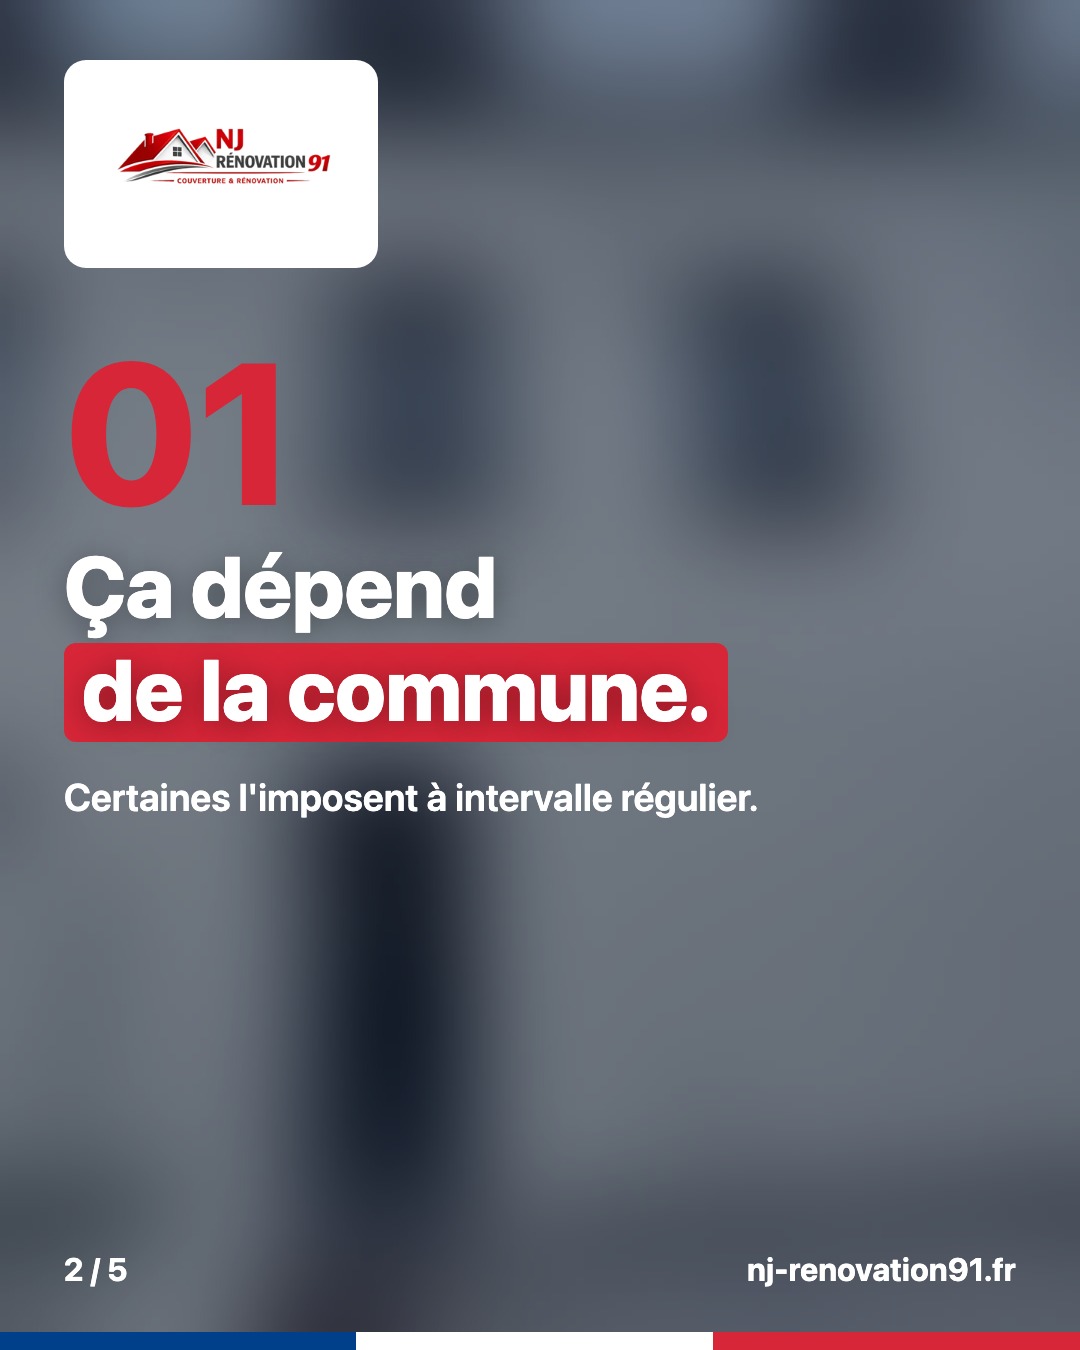 NJ
RÉNOVATION 91
COUVERTURE & RÉNOVATION
01
Ça dépend
de la commune.
Certaines l'imposent à intervalle régulier.
2 / 5
nj-renovation91.fr